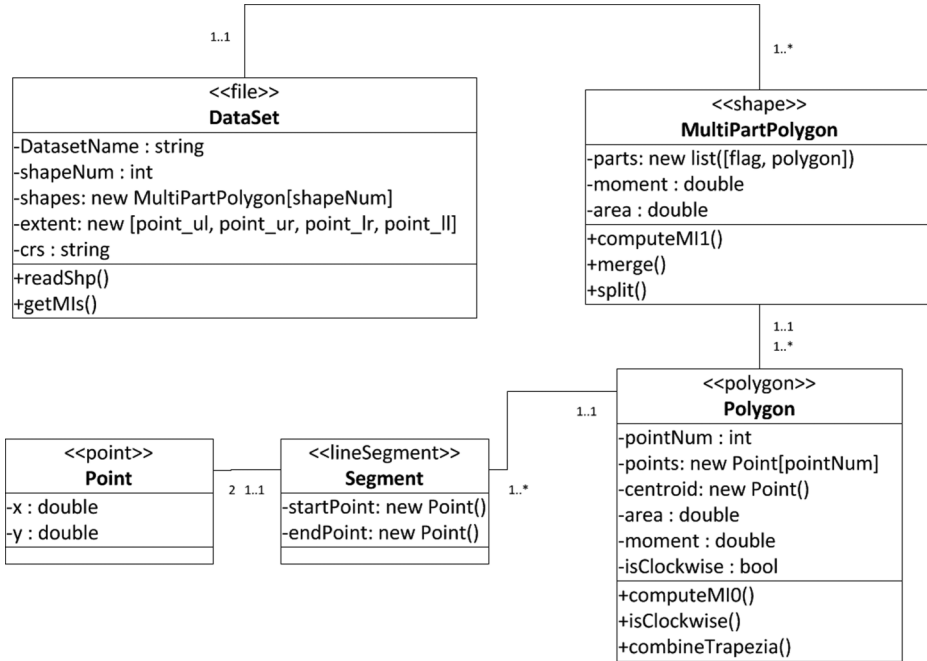 1..1
1..*
<<file>>
DataSet
-DatasetName : string
-shapeNum : int
-shapes: new MultiPartPolygon[shapeNum]
-extent: new [point_ul, point_ur, point_lr, point_ll]
-crs : string
+readShp()
+getMIs()
<<shape>>
MultiPartPolygon
-parts: new list([flag, polygon])
-moment : double
-area : double
+computeMI1()
+merge()
+split()
1..1
1..*
<<polygon>>
Polygon
-pointNum : int
-points: new Point[pointNum]
-centroid: new Point()
-area : double
-moment : double
-isClockwise : bool
+computeMI0()
+isClockwise()
+combineTrapezia()
1..1
1..*
<<lineSegment>>
Segment
-startPoint: new Point()
-endPoint: new Point()
2 1..1
<<point>>
Point
-x : double
-y : double